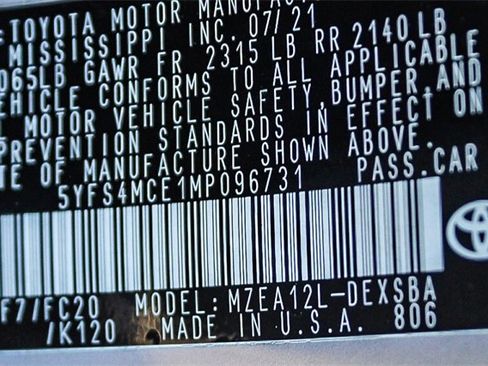 :TOYOTA MOTOR MANUFAC
MISSISSIPPI INC. 07/21
065LB GAWR FR 2315 LB RR 2140 LB
VEHICLE CONFORMS TO ALL APPLICABLE
MOTOR VEHICLE SAFETY,BUMPER,AND
PREVENTION STANDARDS IN EFFECT ON
TE OF MANUFACTURE SHOWN ABOVE.
5YFS4MCE1MP096731 PASS.CAR
F7/FC20 MODEL:MZEA12L-DEXSBA
/K120 MADE IN U.S.A. 806